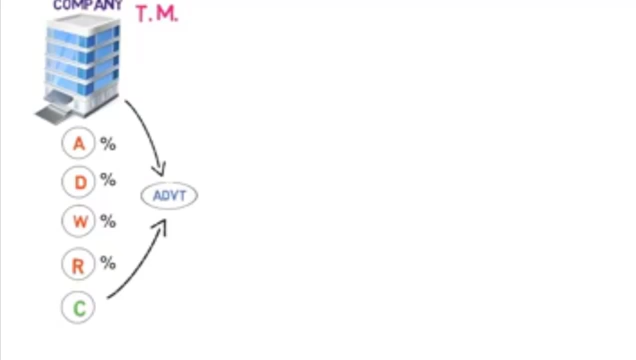 COMPANY
T.M.
A %
D %
ADVT
W %
R %
C